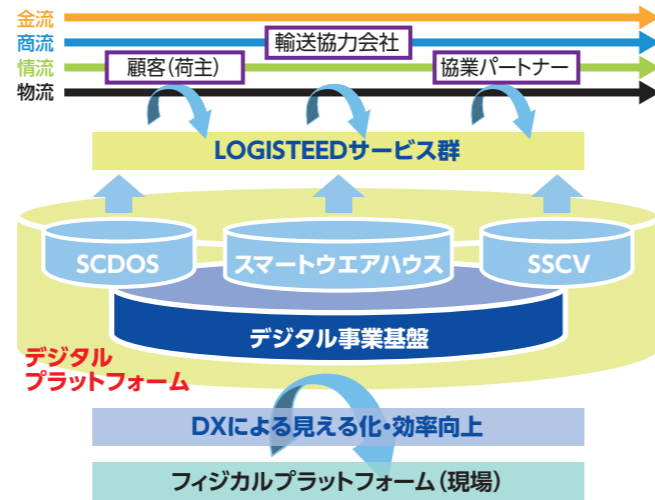 金流
商流
情流
物流
輸送協力会社
顧客(荷主)
協業パートナー
LOGISTEEDサービス群
SCDOS
スマートウエアハウス
SSCV
デジタル事業基盤
デジタル
プラットフォーム
DXによる見える化・効率向上
フィジカルプラットフォーム(現場)